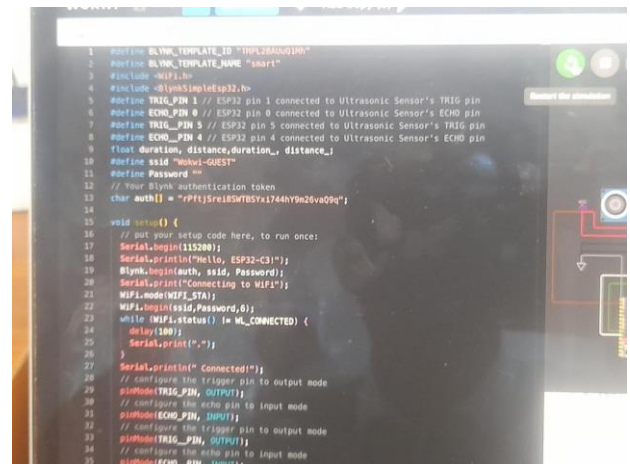 #define BLYNK_TEMPLATE_NAME "smart"
#include <WiFi.h>
#include <BlynkSimpleEsp32.h>
#define TRIG_PIN 1 // ESP32 pin 1 connected to Ultrasonic Sensor's TRIG pin
#define ECHO_PIN 0 // ESP32 pin 0 connected to Ultrasonic Sensor's ECHO pin
#define TRIG__PIN 5 // ESP32 pin 5 connected to Ultrasonic Sensor's TRIG pin
#define ECHO__PIN 4 // ESP32 pin 4 connected to Ultrasonic Sensor's ECHO pin
float duration, distance,duration_, distance_;
#define ssid "Wokwi-GUEST"
#define Password ""
// Your Blynk authentication token
char auth[] =
void setup() {
// put your setup code here, to run once:
Serial.begin(115200);
Serial.println("Hello, ESP32-C3!");
Blynk.begin(auth, ssid, Password);
Serial.print("Connecting to WiFi");
WiFi.mode(WIFI_STA);
WiFi.begin(ssid,Password,6);
while (WiFi.status() != WL_CONNECTED) {
delay(100);
Serial.print(".");
}
Serial.println(" Connected!");
// configure the trigger pin to output mode
pinMode(TRIG_PIN, OUTPUT);
// configure the echo pin to input mode
pinMode(ECHO_PIN, INPUT);
// configure the trigger pin to output mode
pinMode(TRIG__PIN, OUTPUT);
// configure the echo pin to input mode
pinMode(ECHO__PIN, INPUT);
Restart the simulation